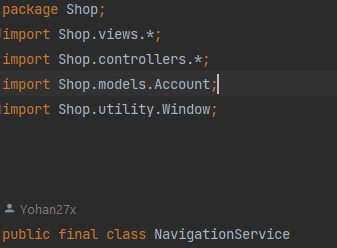 package Shop;
import Shop.views.*;
import Shop.controllers.*;
import Shop.models.Account;
import Shop.utility.Window;
Yohan27x
public final class NavigationService